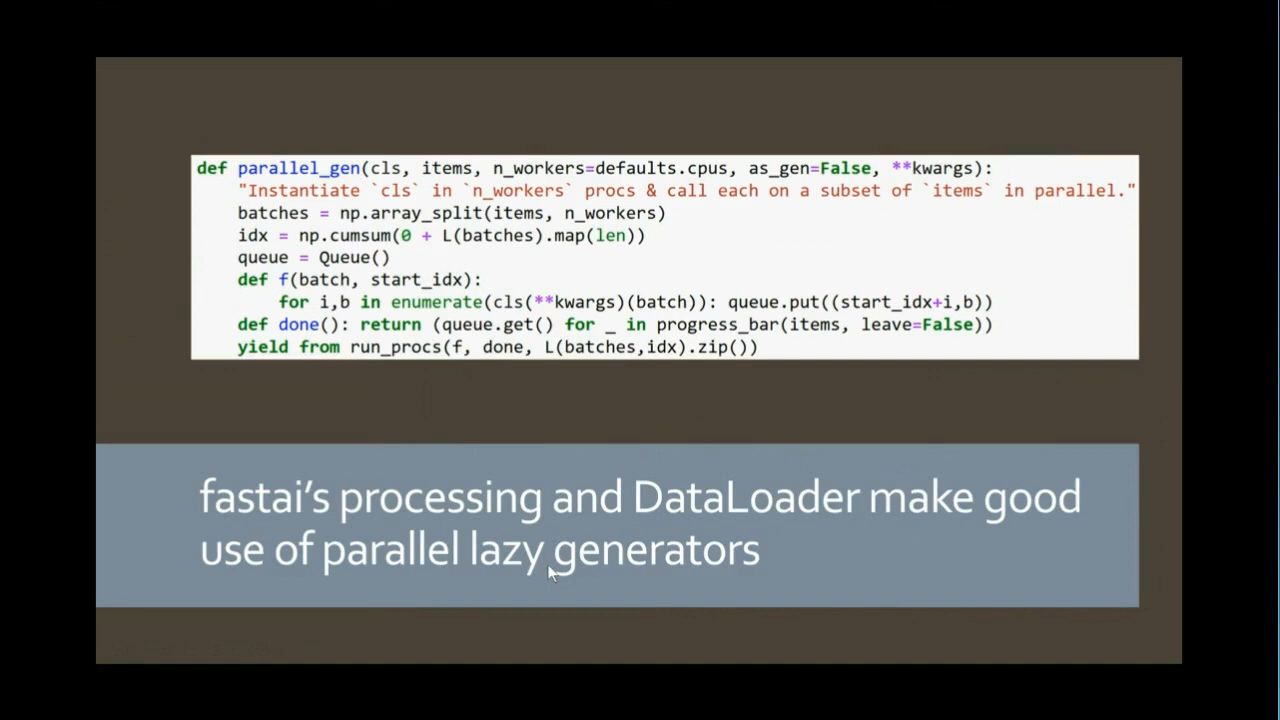 def parallel_gen(cls, items, n_workers=defaults.cpus, as_gen=False, **kwargs):
    "Instantiate `cls` in `n_workers` procs & call each on a subset of `items` in parallel."
    batches = np.array_split(items, n_workers)
    idx = np.cumsum(0 + L(batches).map(len))
    queue = Queue()
    def f(batch, start_idx):
        for i,b in enumerate(cls(**kwargs)(batch)): queue.put((start_idx+i,b))
    def done(): return (queue.get() for _ in progress_bar(items, leave=False))
    yield from run_procs(f, done, L(batches,idx).zip())
fastai’s processing and DataLoader make good
use of parallel lazy generators